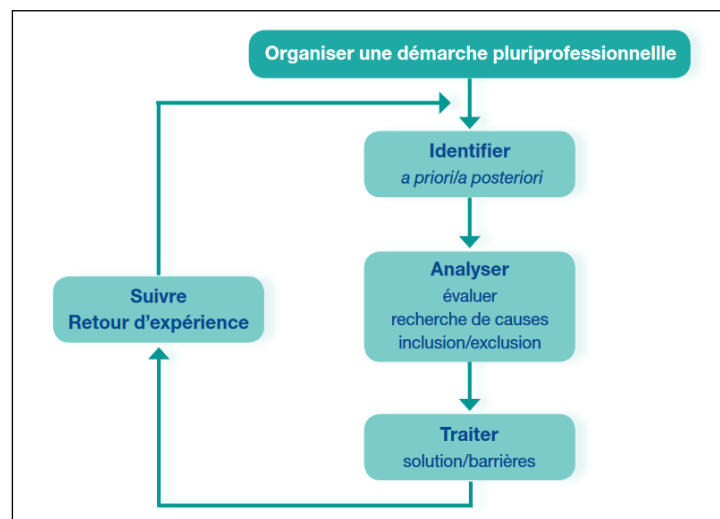 Organiser une démarche pluriprofessionnellle
Identifier
a priori/a posteriori
Analyser
évaluer
recherche de causes
inclusion/exclusion
Suivre
Retour d’expérience
Traiter
solution/barrières